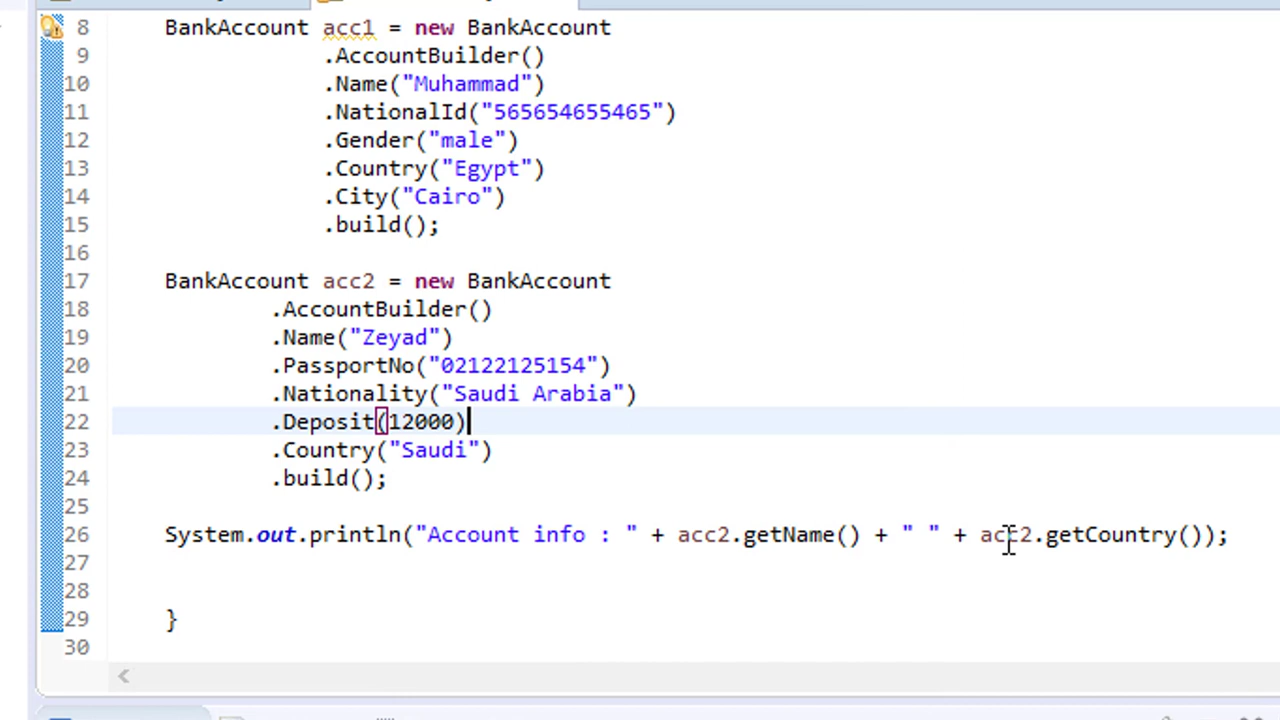 8 BankAccount acc1 = new BankAccount
9 .AccountBuilder()
10 .Name("Muhammad")
11 .NationalId("565654655465")
12 .Gender("male")
13 .Country("Egypt")
14 .City("Cairo")
15 .build();
16
17 BankAccount acc2 = new BankAccount
18 .AccountBuilder()
19 .Name("Zeyad")
20 .PassportNo("02122125154")
21 .Nationality("Saudi Arabia")
22 .Deposit(12000)
23 .Country("Saudi")
24 .build();
25
26 System.out.println("Account info : " + acc2.getName() + " " + acc2.getCountry());
27
28
29 }
30